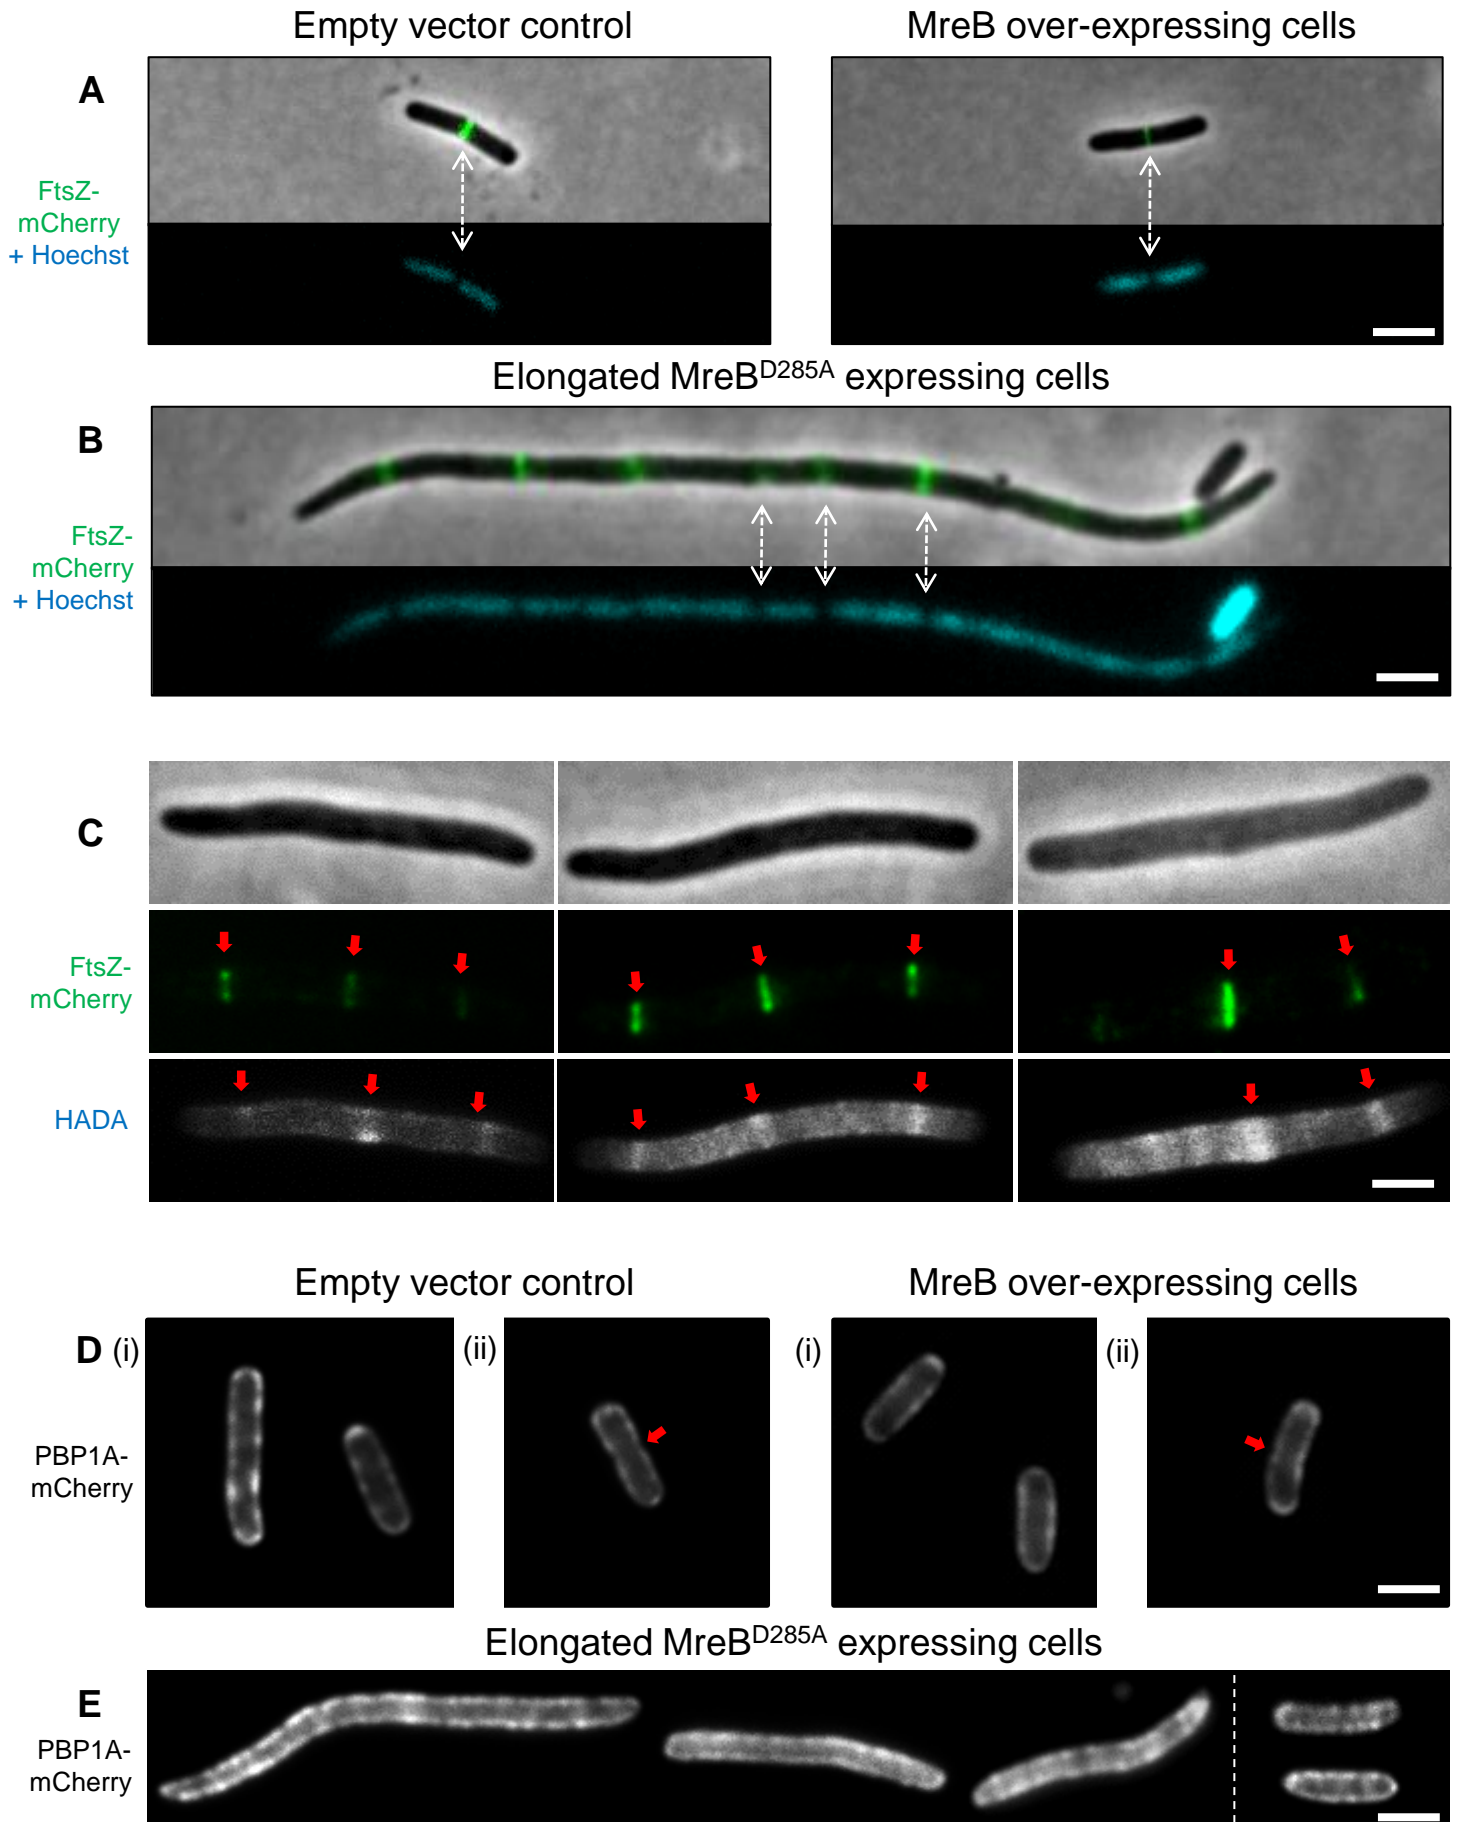 Empty vector control
MreB over-expressing cells
A
FtsZ-
mCherry
+ Hoechst
Elongated MreB^D285A expressing cells
B
FtsZ-
mCherry
+ Hoechst
C
FtsZ-
mCherry
HADA
Empty vector control
MreB over-expressing cells
D (i)
(ii)
(i)
(ii)
PBP1A-
mCherry
Elongated MreB^D285A expressing cells
E
PBP1A-
mCherry